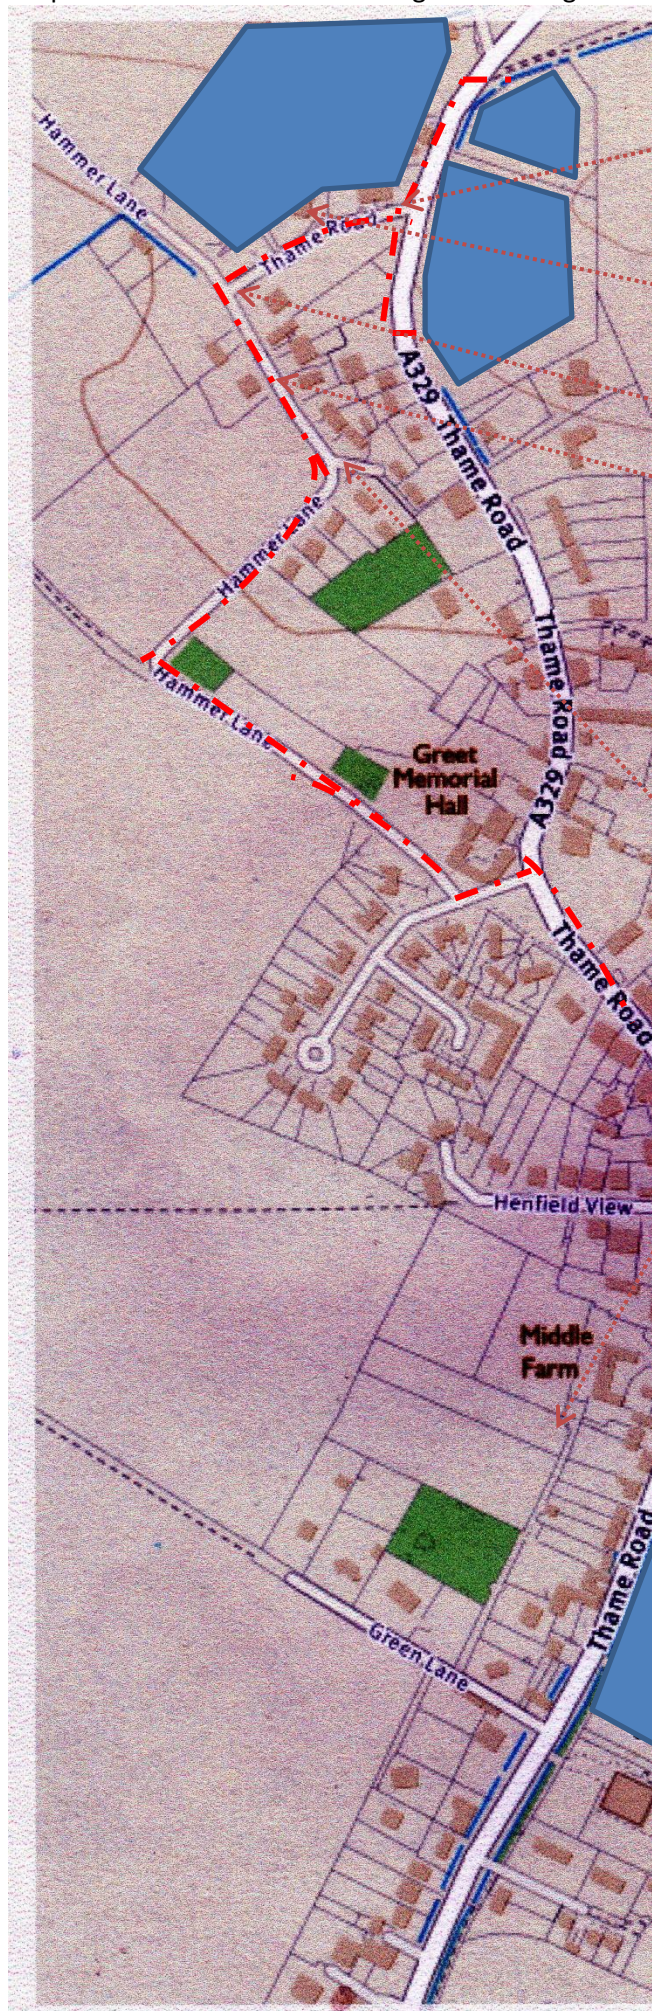 Hammer Lane
Thame Road
A329 Thame Road
Hammer Lane
Thame Road
Hammer Lane
Greet
Memorial
Hall
A329
Thame Road
Henfield View
Middle
Farm
Thame Road
Green Lane